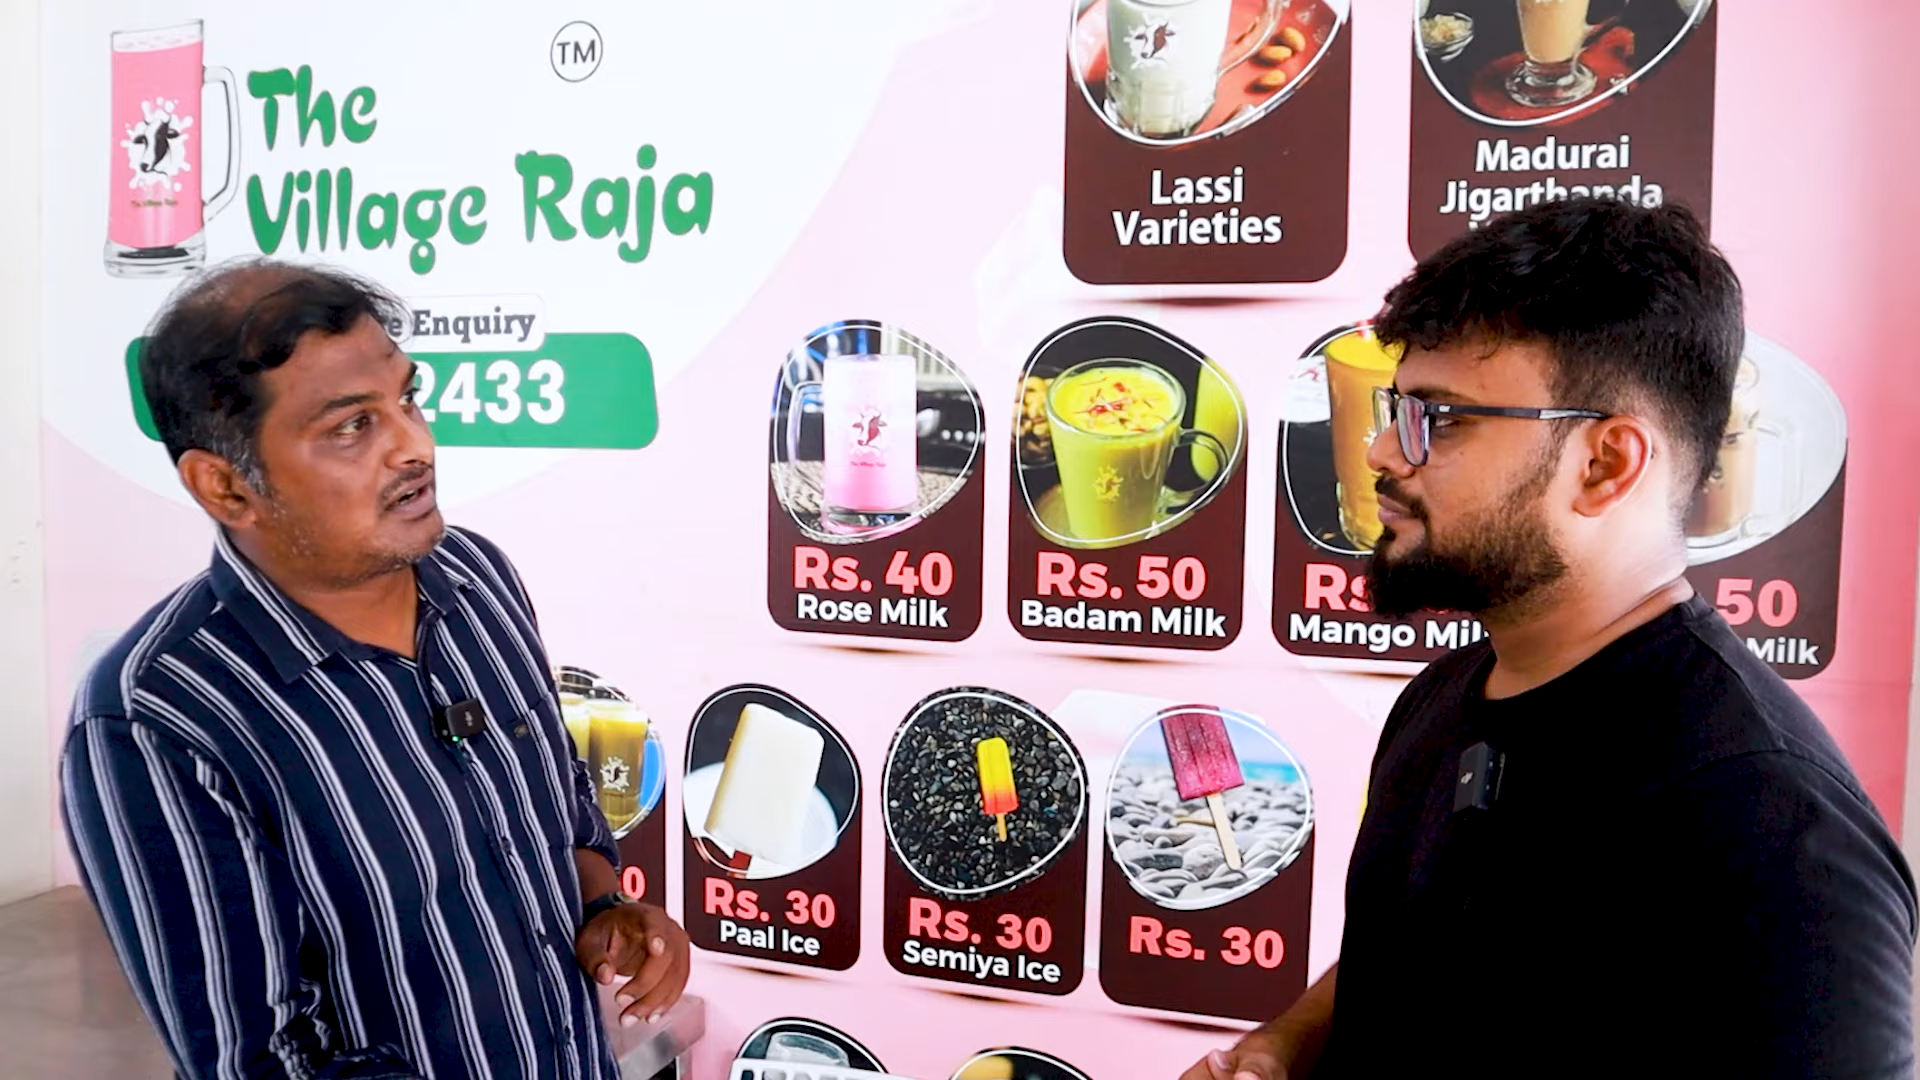 TM
The
Village Raja
Enquiry
2433
Lassi
Varieties
Madurai
Jigarthanda
Rs. 40
Rose Milk
Rs. 50
Badam Milk
Mango
50
Milk
Rs. 30
Paal Ice
Rs. 30
Semiya Ice
Rs. 30